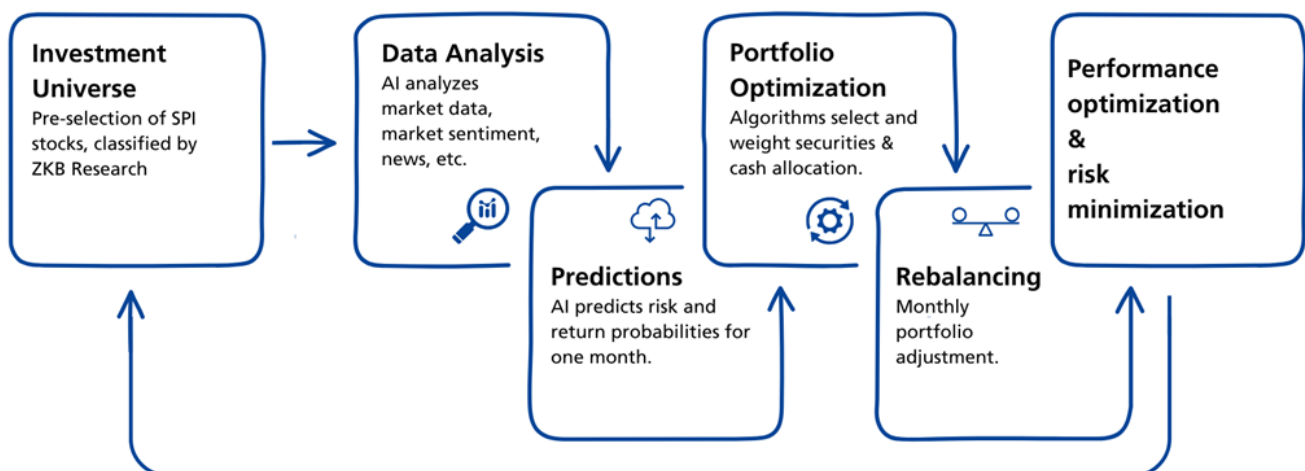 Investment
Universe
Pre-selection of SPI
stocks, classified by
ZKB Research
Data Analysis
AI analyzes
market data,
market sentiment,
news, etc.
Predictions
AI predicts risk and
return probabilities for
one month.
Portfolio
Optimization
Algorithms select and
weight securities &
cash allocation.
Rebalancing
Monthly
portfolio
adjustment.
Performance
optimization
&
risk
minimization